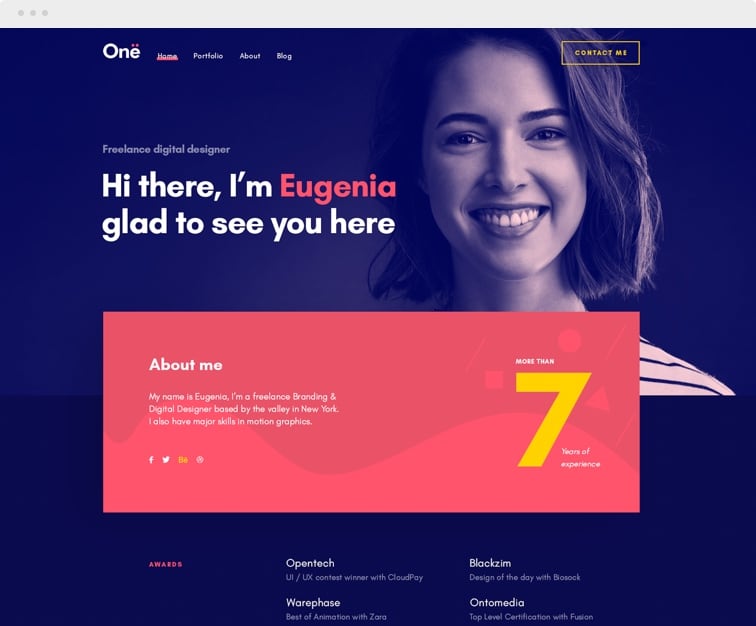 Onë
Home Portfolio About Blog
CONTACT ME
Freelance digital designer
Hi there, I’m Eugenia
glad to see you here
About me
My name is Eugenia, I’m a freelance Branding &
Digital Designer based by the valley in New York.
I also have major skills in motion graphics.
Bē
MORE THAN
7
Years of
experience
AWARDS
Opentech
UI / UX contest winner with CloudPay
Blackzim
Design of the day with Biosock
Warephase
Best of Animation with Zara
Ontomedia
Top Level Certification with Fusion